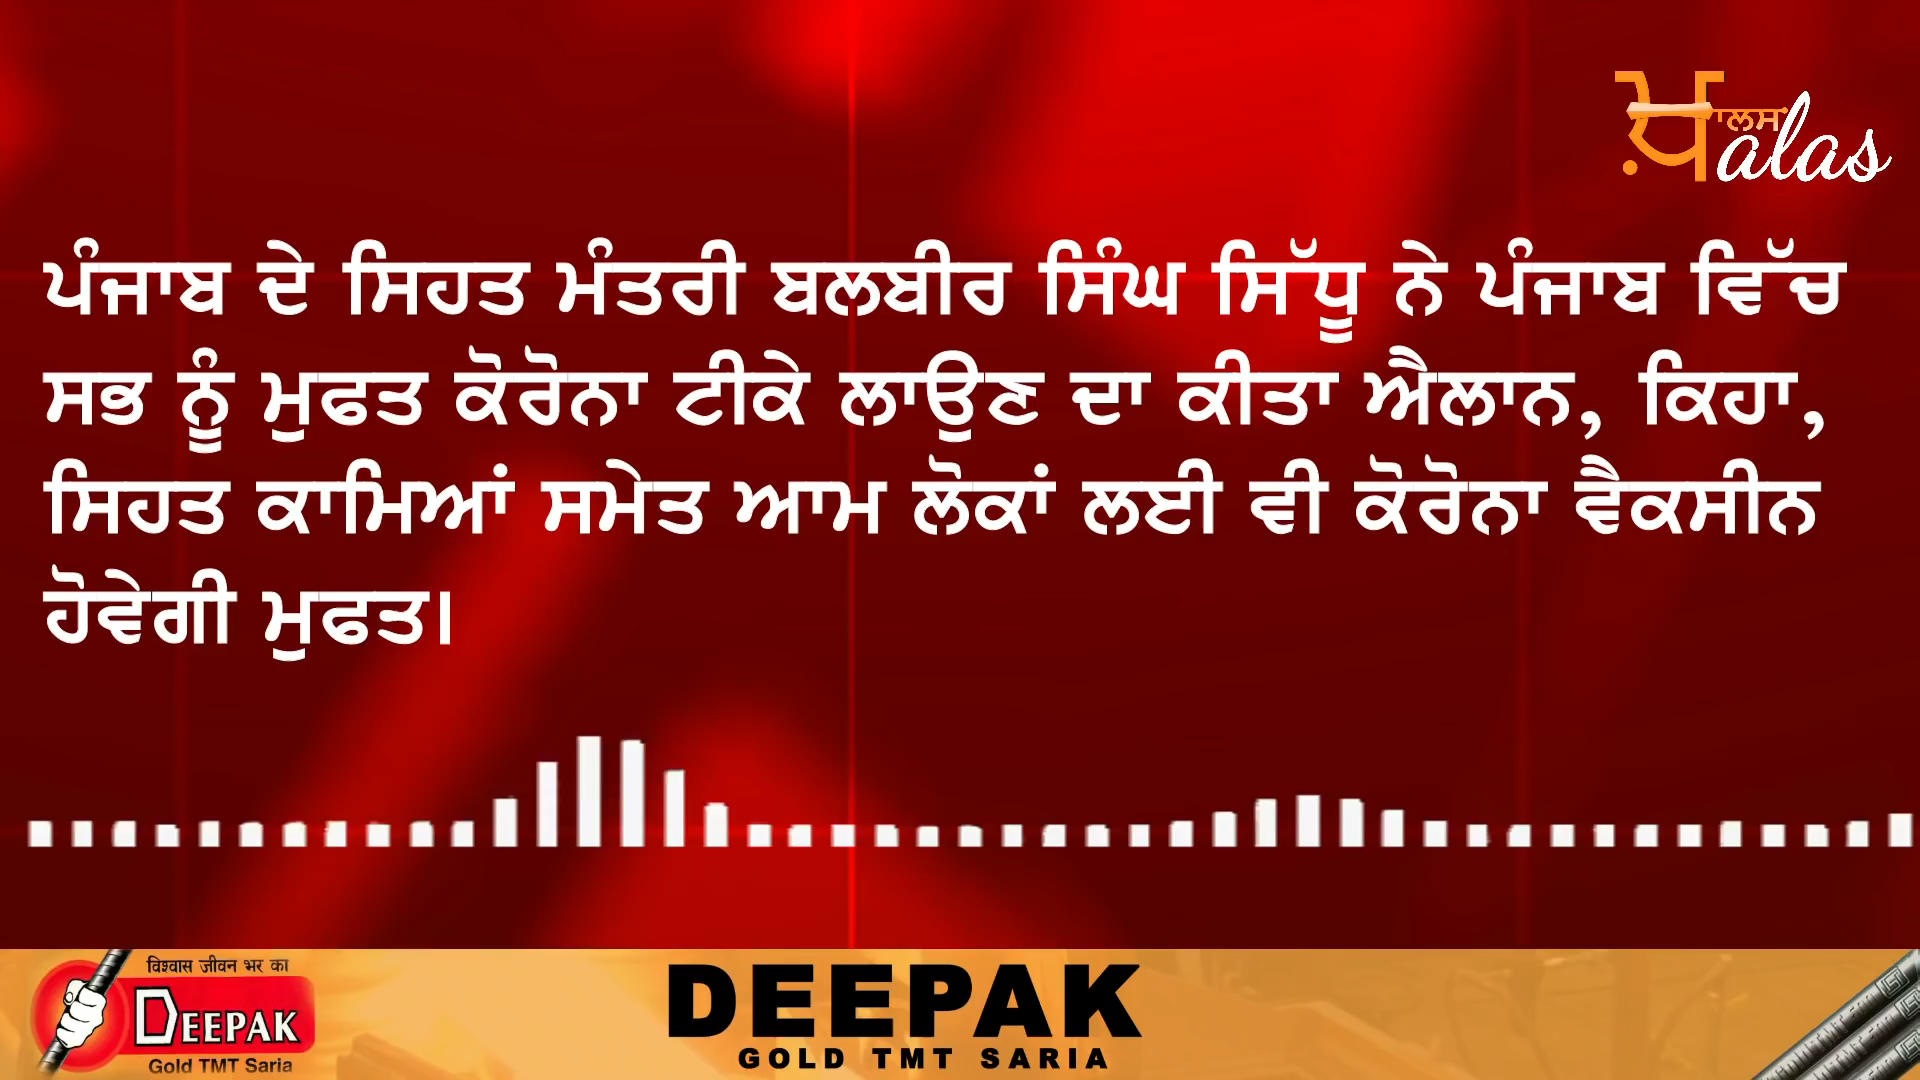 ਖ਼ਾਲਸ alas
ਪੰਜਾਬ ਦੇ ਸਿਹਤ ਮੰਤਰੀ ਬਲਬੀਰ ਸਿੰਘ ਸਿੱਧੂ ਨੇ ਪੰਜਾਬ ਵਿੱਚ
ਸਭ ਨੂੰ ਮੁਫਤ ਕੋਰੋਨਾ ਟੀਕੇ ਲਾਉਣ ਦਾ ਕੀਤਾ ਐਲਾਨ, ਕਿਹਾ,
ਸਿਹਤ ਕਾਮਿਆਂ ਸਮੇਤ ਆਮ ਲੋਕਾਂ ਲਈ ਵੀ ਕੋਰੋਨਾ ਵੈਕਸੀਨ
ਹੋਵੇਗੀ ਮੁਫਤ।
विश्वास जीवन भर का
DEEPAK
Gold TMT Saria
DEEPAK
GOLD TMT SARIA